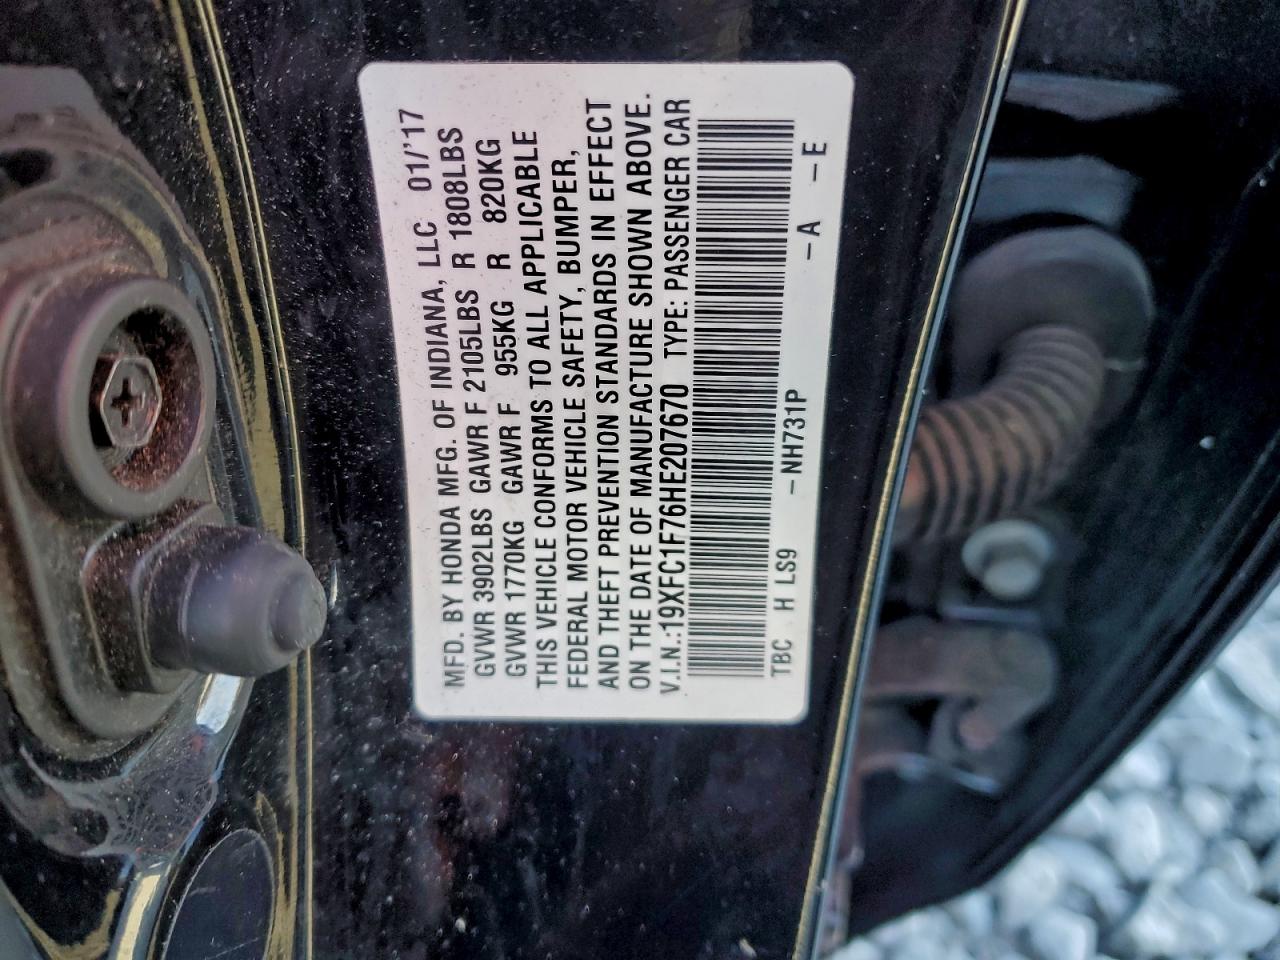 MFD. BY HONDA MFG. OF INDIANA, LLC 01/'17
GVWR 3902LBS GAWR F 2105LBS R 1808LBS
GVWR 1770KG GAWR F 955KG R 820KG
THIS VEHICLE CONFORMS TO ALL APPLICABLE
FEDERAL MOTOR VEHICLE SAFETY, BUMPER,
AND THEFT PREVENTION STANDARDS IN EFFECT
ON THE DATE OF MANUFACTURE SHOWN ABOVE.
V.I.N.:19XFC1F76HE207670 TYPE: PASSENGER CAR
TBC H LS9 -NH731P -A -E